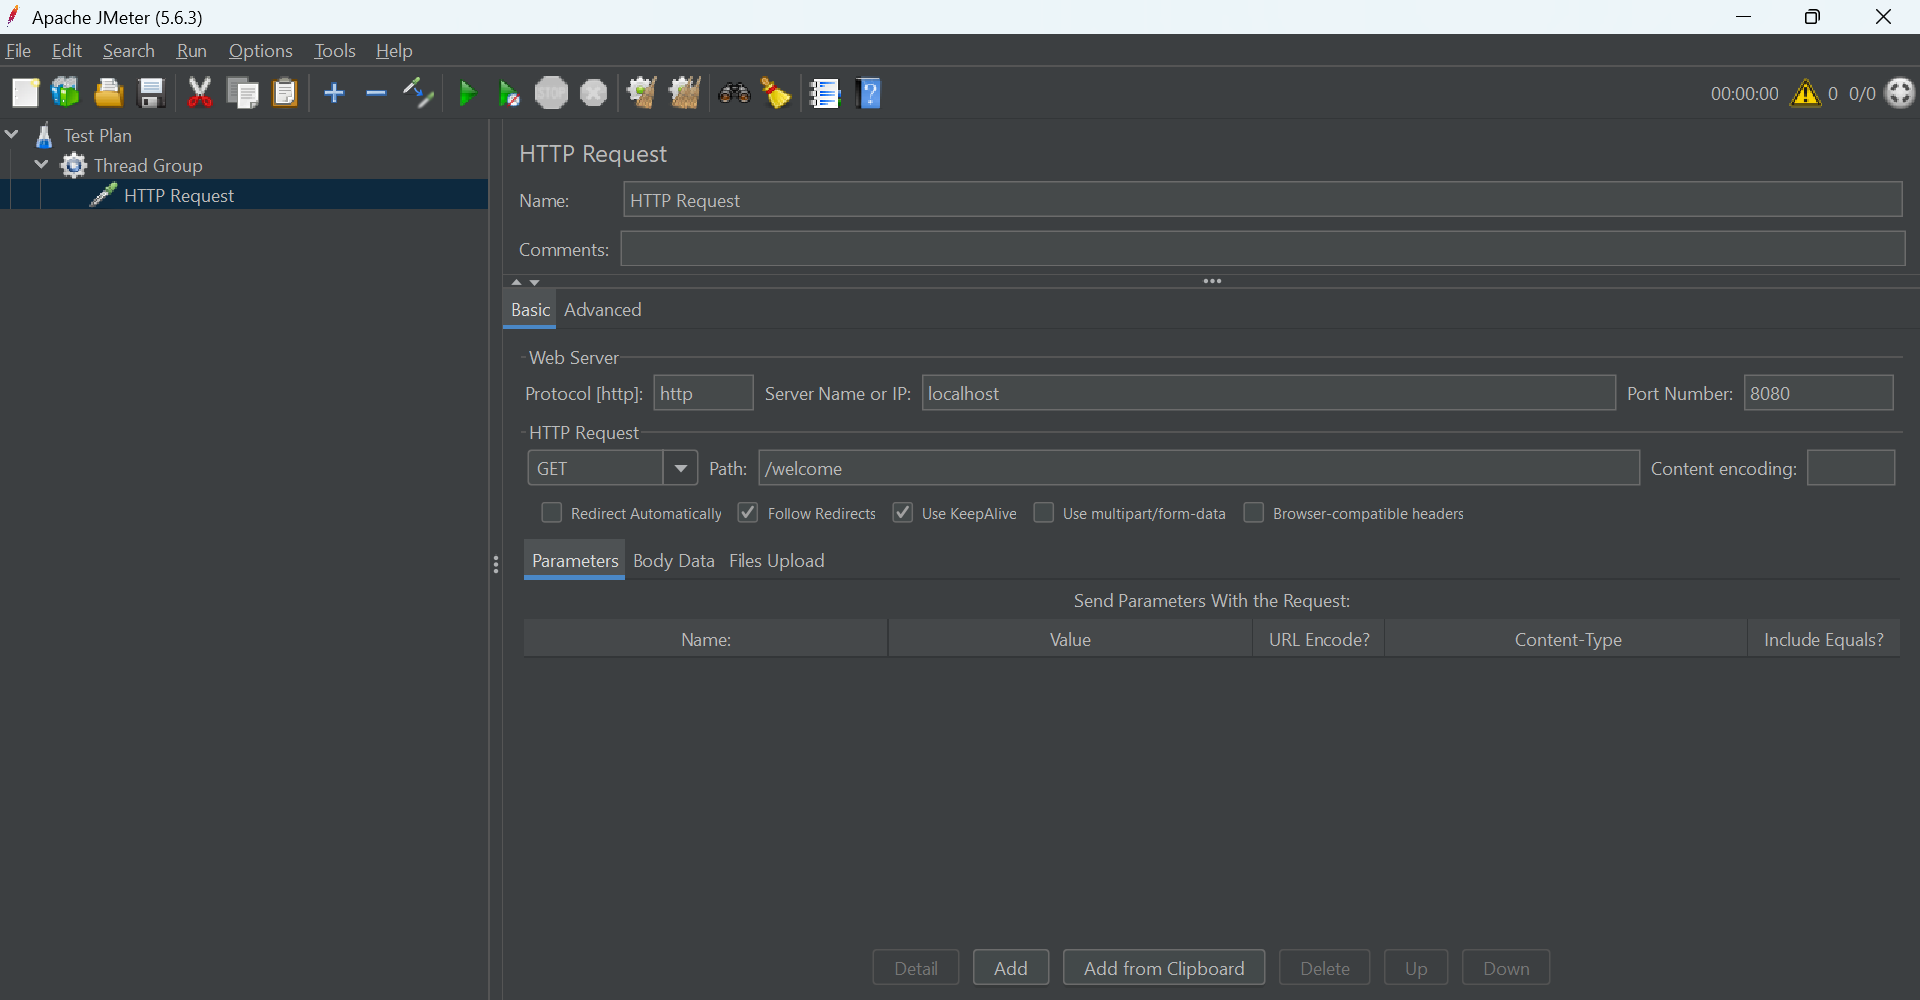 Apache JMeter (5.6.3)
File Edit Search Run Options Tools Help
STOP ? 00:00:00 0 0/0
Test Plan
Thread Group
HTTP Request
HTTP Request
Name: HTTP Request
Comments:
Basic Advanced
Web Server
Protocol [http]: http Server Name or IP: localhost Port Number: 8080
HTTP Request
GET Path: /welcome Content encoding:
Redirect Automatically Follow Redirects Use KeepAlive Use multipart/form-data Browser-compatible headers
Parameters Body Data Files Upload
Send Parameters With the Request:
Name: Value URL Encode? Content-Type Include Equals?
Detail Add Add from Clipboard Delete Up Down